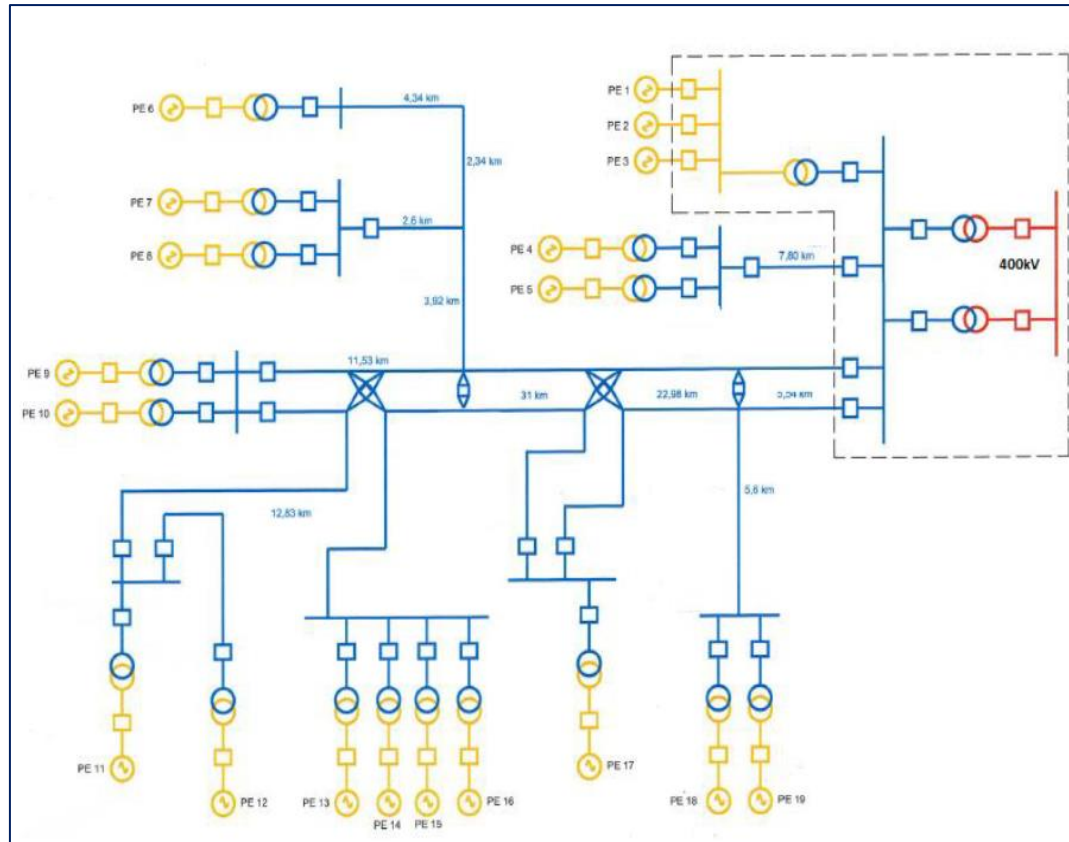 PE 6
4,34 km
2,34 km
PE 1
PE 2
PE 3
PE 7
2,6 km
PE 8
PE 4
7,80 km
PE 5
400kV
3,92 km
PE 9
11,53 km
PE 10
31 km
22,98 km
km
12,83 km
5,6 km
PE 11
PE 12
PE 13
PE 14
PE 15
PE 16
PE 17
PE 18
PE 19